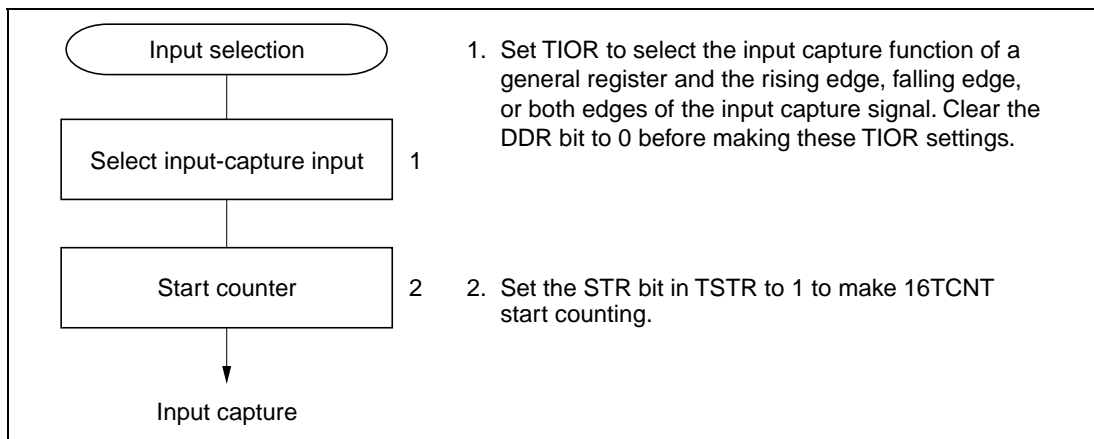 Input selection
Select input-capture input 1
Start counter 2
Input capture
1. Set TIOR to select the input capture function of a
general register and the rising edge, falling edge,
or both edges of the input capture signal. Clear the
DDR bit to 0 before making these TIOR settings.
2. Set the STR bit in TSTR to 1 to make 16TCNT
start counting.